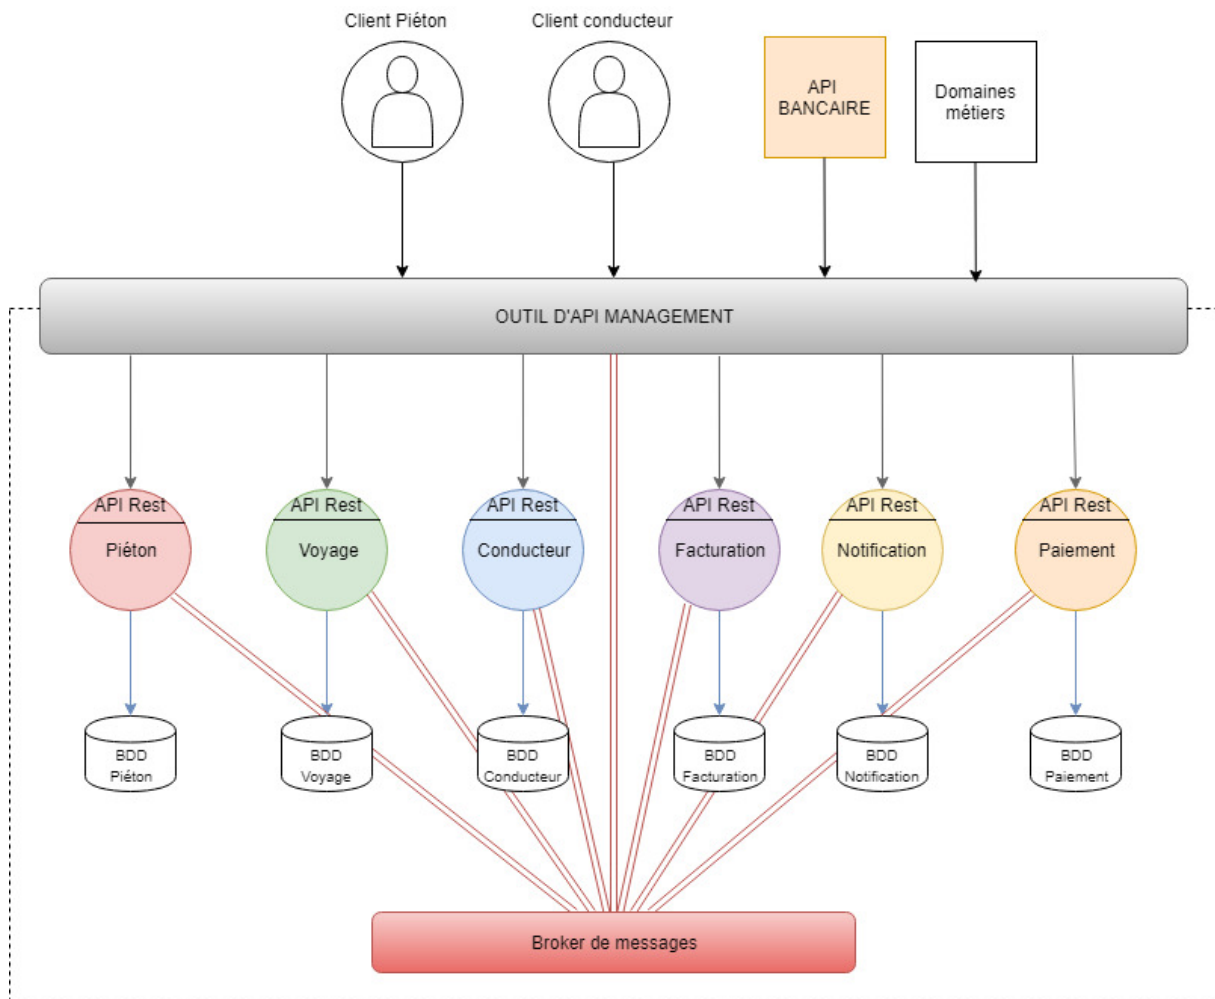 Client Piéton
Client conducteur
API
BANCAIRE
Domaines
métiers
OUTIL D'API MANAGEMENT
API Rest
Piéton
API Rest
Voyage
API Rest
Conducteur
API Rest
Facturation
API Rest
Notification
API Rest
Paiement
BDD
Piéton
BDD
Voyage
BDD
Conducteur
BDD
Facturation
BDD
Notification
BDD
Paiement
Broker de messages